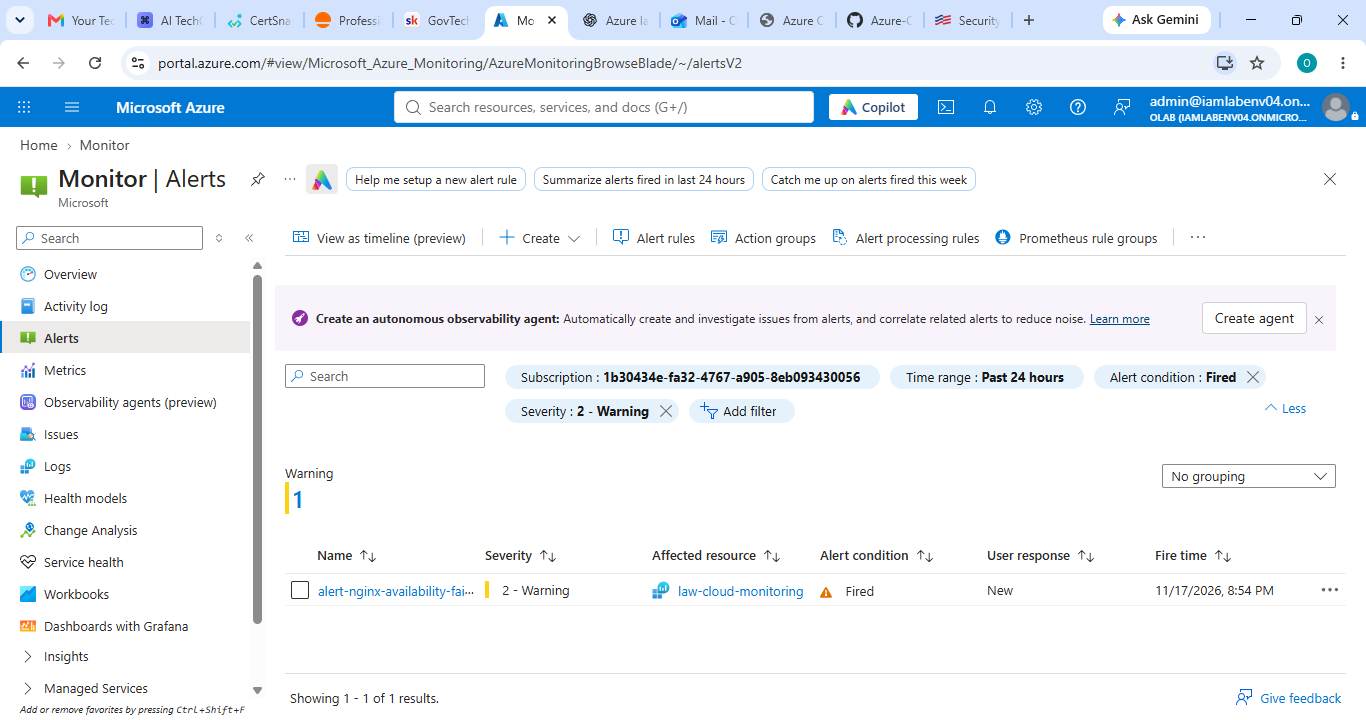 Your Tec
AI TechC
CertSna
Professi
GovTech
Mo
Azure la
Mail - C
Azure C
Azure-C
Security
Ask Gemini
portal.azure.com/#view/Microsoft_Azure_Monitoring/AzureMonitoringBrowseBlade/~/alertsV2
O
Microsoft Azure
Search resources, services, and docs (G+/)
Copilot
admin@iamlabenv04.on...
OLAB (IAMLABENV04.ONMICRO...
Home > Monitor
Monitor | Alerts
Microsoft
Help me setup a new alert rule
Summarize alerts fired in last 24 hours
Catch me up on alerts fired this week
Search
View as timeline (preview)
Create
Alert rules
Action groups
Alert processing rules
Prometheus rule groups
Overview
Activity log
Alerts
Metrics
Observability agents (preview)
Issues
Logs
Health models
Change Analysis
Service health
Workbooks
Dashboards with Grafana
Insights
Managed Services
Add or remove favorites by pressing Ctrl+Shift+F
Create an autonomous observability agent: Automatically create and investigate issues from alerts, and correlate related alerts to reduce noise. Learn more
Create agent
Search
Subscription : 1b30434e-fa32-4767-a905-8eb093430056
Time range : Past 24 hours
Alert condition : Fired
Severity : 2 - Warning
Add filter
Less
Warning
1
No grouping
Name
Severity
Affected resource
Alert condition
User response
Fire time
alert-nginx-availability-fai...
2 - Warning
law-cloud-monitoring
Fired
New
11/17/2026, 8:54 PM
Showing 1 - 1 of 1 results.
Give feedback